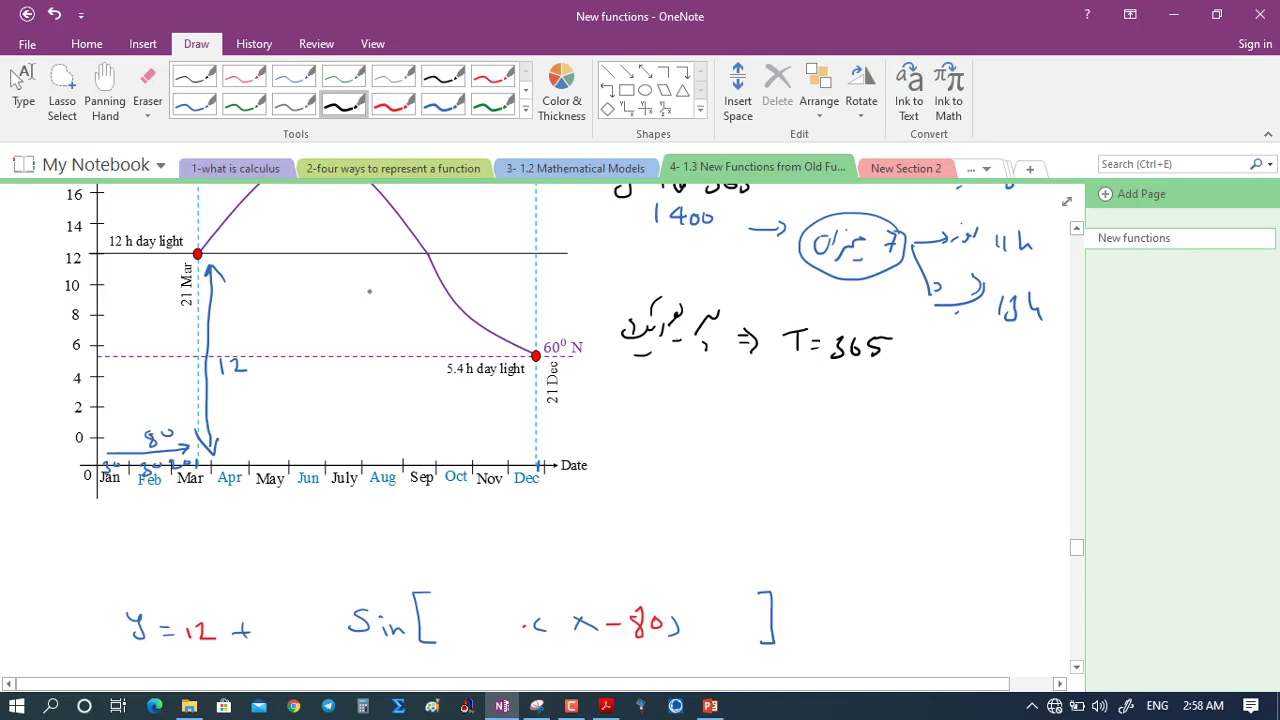 New functions - OneNote
? 
File Home Insert Draw History Review View Sign in
Type Lasso Select Panning Hand Eraser Color & Thickness Insert Space Delete Arrange Rotate Ink to Text Ink to Math
Tools Shapes Edit Convert
My Notebook 1-what is calculus 2-four ways to represent a function 3- 1.2 Mathematical Models 4- 1.3 New Functions from Old Fu... New Section 2 ... Search (Ctrl+E)
Add Page
New functions
16
14
12
10
8
6
4
2
0
12 h day light
21 Mar
12
80
60⁰ N
5.4 h day light
21 Dec
0 Jan Feb Mar Apr May Jun July Aug Sep Oct Nov Dec Date
1400 → 7 → 11 h
13 h
⇒ T = 365
y = 12 + Sin [ ( x - 80 ) ]
2:58 AM